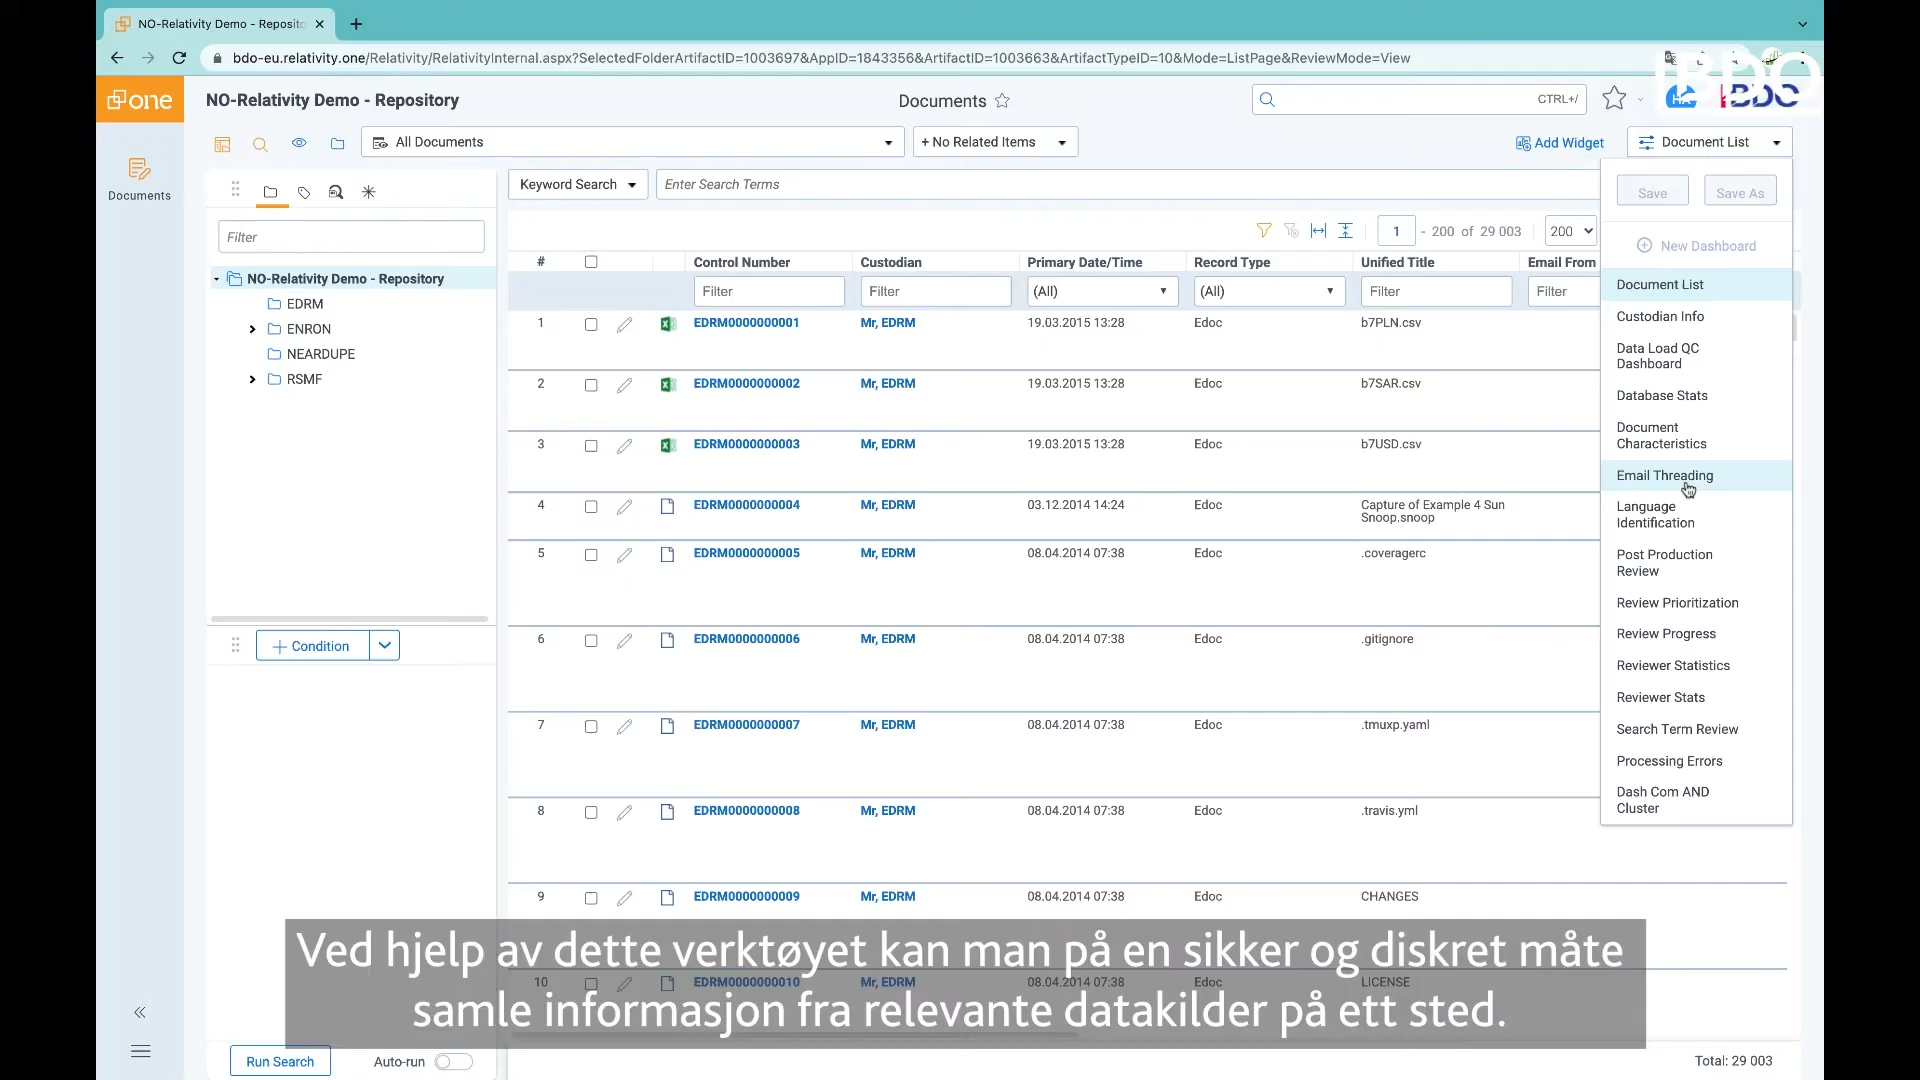 NO-Relativity Demo - Reposito
bdo-eu.relativity.one/Relativity/RelativityInternal.aspx?SelectedFolderArtifactID=1003697&AppID=1843356&ArtifactID=1003663&ArtifactTypeID=10&Mode=ListPage&ReviewMode=View
one
NO-Relativity Demo - Repository
Documents
CTRL+/
HA
BDO
BDO
Documents
All Documents
+ No Related Items
Add Widget
Document List
Filter
NO-Relativity Demo - Repository
EDRM
ENRON
NEARDUPE
RSMF
+ Condition
Run Search
Auto-run
Keyword Search
Enter Search Terms
1 - 200 of 29 003
200
# Control Number Custodian Primary Date/Time Record Type Unified Title Email From
Filter Filter (All) (All) Filter Filter
1 EDRM0000000001 Mr, EDRM 19.03.2015 13:28 Edoc b7PLN.csv
2 EDRM0000000002 Mr, EDRM 19.03.2015 13:28 Edoc b7SAR.csv
3 EDRM0000000003 Mr, EDRM 19.03.2015 13:28 Edoc b7USD.csv
4 EDRM0000000004 Mr, EDRM 03.12.2014 14:24 Edoc Capture of Example 4 Sun
Snoop.snoop
5 EDRM0000000005 Mr, EDRM 08.04.2014 07:38 Edoc .coveragerc
6 EDRM0000000006 Mr, EDRM 08.04.2014 07:38 Edoc .gitignore
7 EDRM0000000007 Mr, EDRM 08.04.2014 07:38 Edoc .tmuxp.yaml
8 EDRM0000000008 Mr, EDRM 08.04.2014 07:38 Edoc .travis.yml
9 EDRM0000000009 Mr, EDRM 08.04.2014 07:38 Edoc CHANGES
10 EDRM0000000010 Mr, EDRM 08.04.2014 07:38 Edoc LICENSE
Total: 29 003
Save
Save As
New Dashboard
Document List
Custodian Info
Data Load QC
Dashboard
Database Stats
Document
Characteristics
Email Threading
Language
Identification
Post Production
Review
Review Prioritization
Review Progress
Reviewer Statistics
Reviewer Stats
Search Term Review
Processing Errors
Dash Com AND
Cluster
Ved hjelp av dette verktøyet kan man på en sikker og diskret måte
samle informasjon fra relevante datakilder på ett sted.